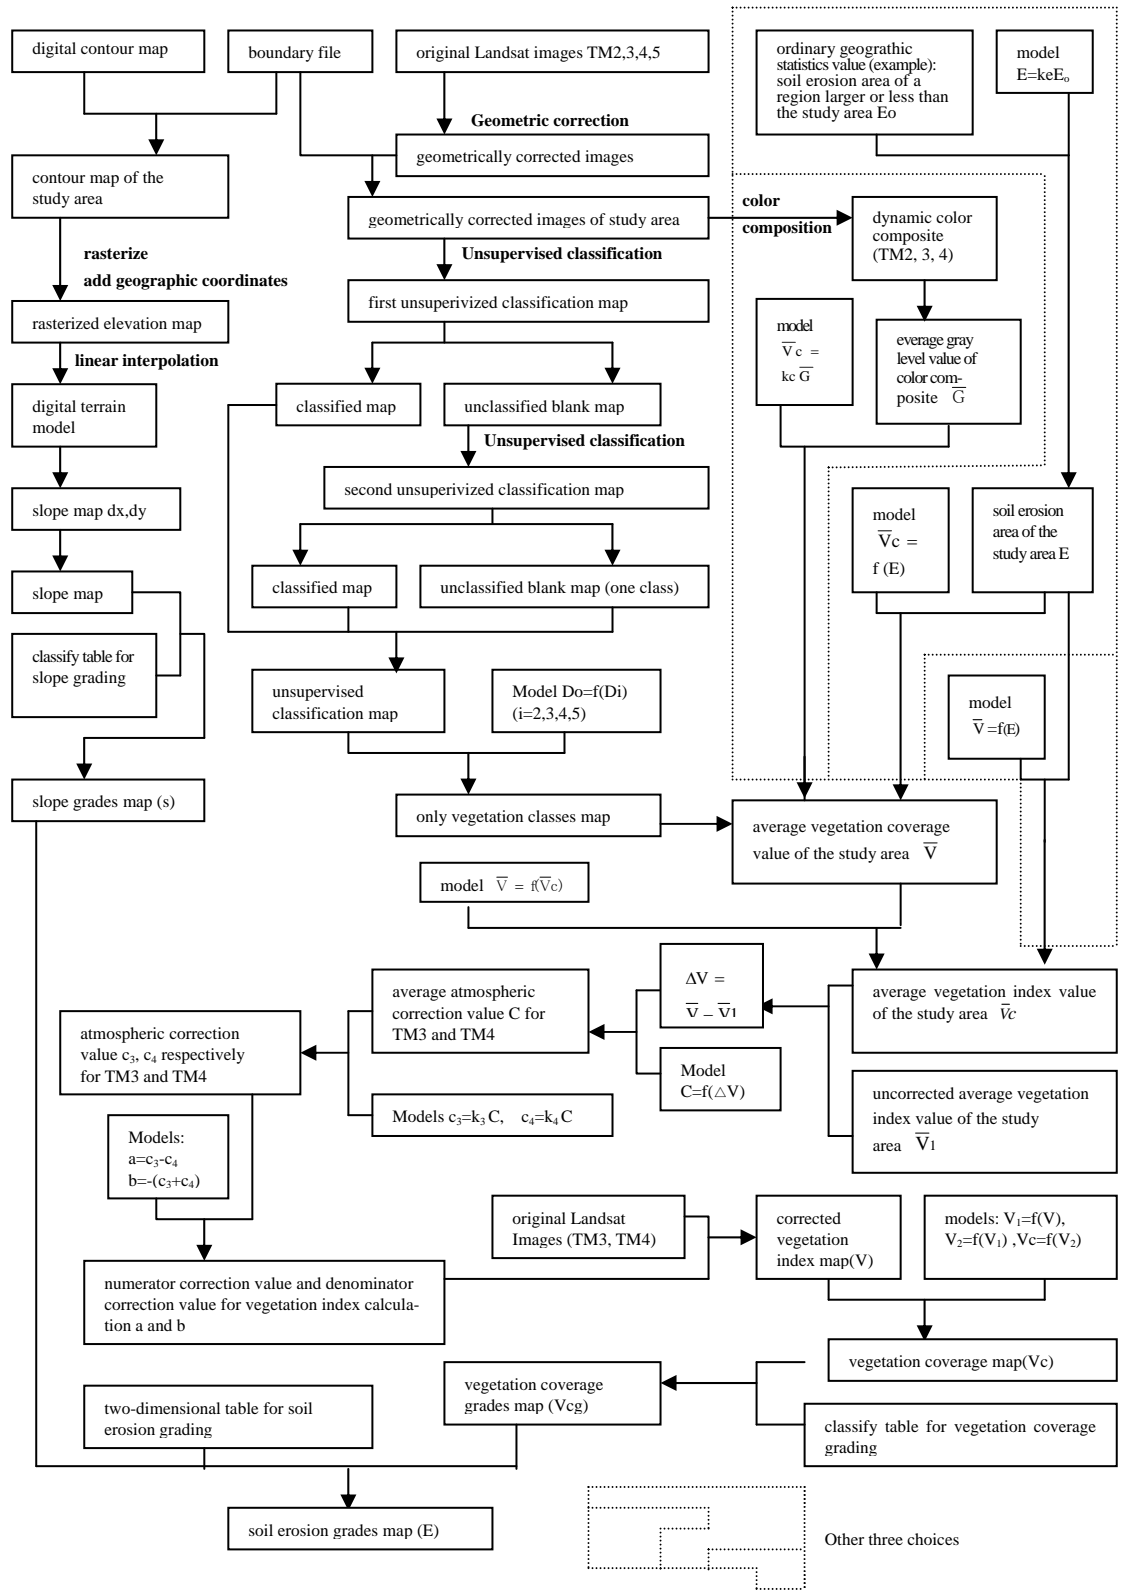 digital contour map
boundary file
original Landsat images TM2,3,4,5
ordinary geograthic
statistics value (example):
soil erosion area of a
region larger or less than
the study area Eo
model
E=keEₒ
Geometric correction
geometrically corrected images
contour map of the
study area
geometrically corrected images of study area
color
composition
dynamic color
composite
(TM2, 3, 4)
rasterize
add geographic coordinates
Unsupervised classification
first unsuperivized classification map
rasterized elevation map
linear interpolation
model
V̅c =
kc G̅
everage gray
level value of
color com-
posite G̅
digital terrain
model
classified map
unclassified blank map
Unsupervised classification
second unsuperivized classification map
slope map dx,dy
model
V̅c =
f (E)
soil erosion
area of the
study area E
slope map
classified map
unclassified blank map (one class)
classify table for
slope grading
unsupervised
classification map
Model Do=f(Di)
(i=2,3,4,5)
model
V̅=f(E)
slope grades map (s)
only vegetation classes map
average vegetation coverage
value of the study area V̅
model V̅ = f(V̅c)
average atmospheric
correction value C for
TM3 and TM4
ΔV =
V̅ – V̅1
average vegetation index value
of the study area V̅c
atmospheric correction
value c₃, c₄ respectively
for TM3 and TM4
Model
C=f(△V)
Models c₃=k₃C, c₄=k₄C
uncorrected average vegetation
index value of the study
area V̅1
Models:
a=c₃-c₄
b=-(c₃+c₄)
original Landsat
Images (TM3, TM4)
corrected
vegetation
index map(V)
models: V₁=f(V),
V₂=f(V₁) ,Vc=f(V₂)
numerator correction value and denominator
correction value for vegetation index calcula-
tion a and b
vegetation coverage map(Vc)
vegetation coverage
grades map (Vcg)
two-dimensional table for soil
erosion grading
classify table for vegetation coverage
grading
soil erosion grades map (E)
Other three choices